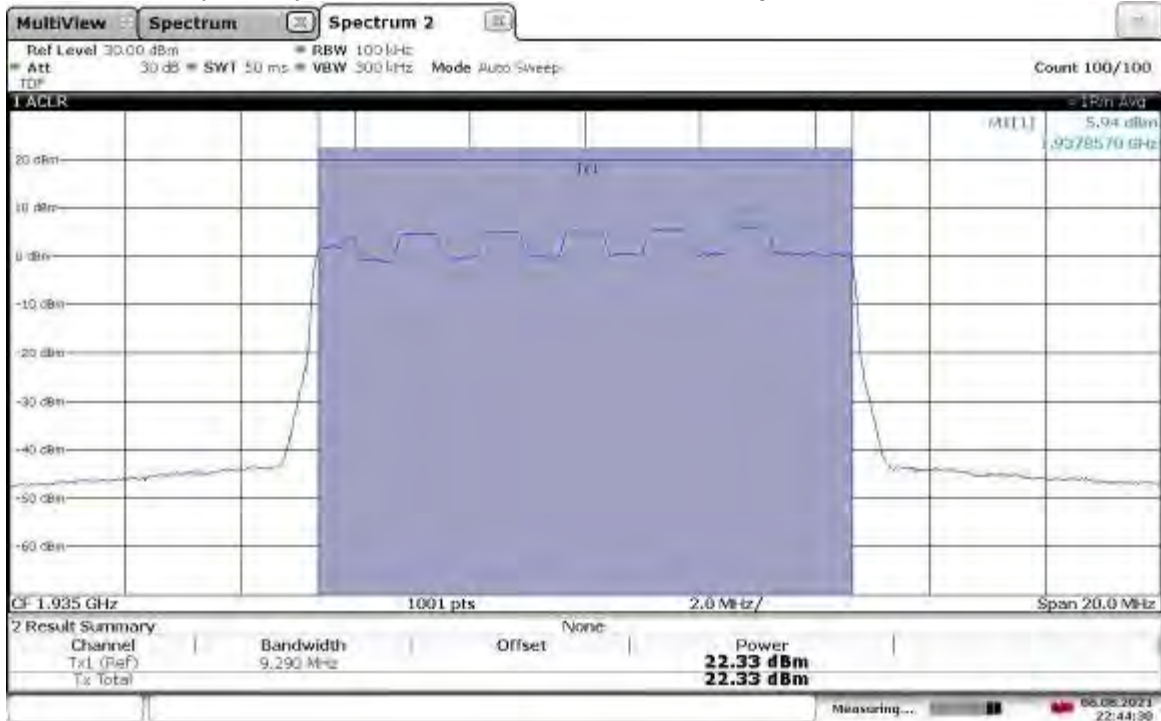 MultiView Spectrum Spectrum 2
Ref Level 30.00 dBm RBW 100 kHz
Att 30 dB SWT 50 ms VBW 300 kHz Mode Auto Sweep Count 100/100
TDF
1 ACLR 1Rm Avg
M1[1] 5.94 dBm
1.9378570 GHz
20 dBm
Tx1
10 dBm
0 dBm
-10 dBm
-20 dBm
-30 dBm
-40 dBm
-50 dBm
-60 dBm
CF 1.935 GHz 1001 pts 2.0 MHz/ Span 20.0 MHz
2 Result Summary None
Channel Bandwidth Offset Power
Tx1 (Ref) 9.290 MHz 22.33 dBm
Tx Total 22.33 dBm
Measuring... 06.08.2021
22:44:30